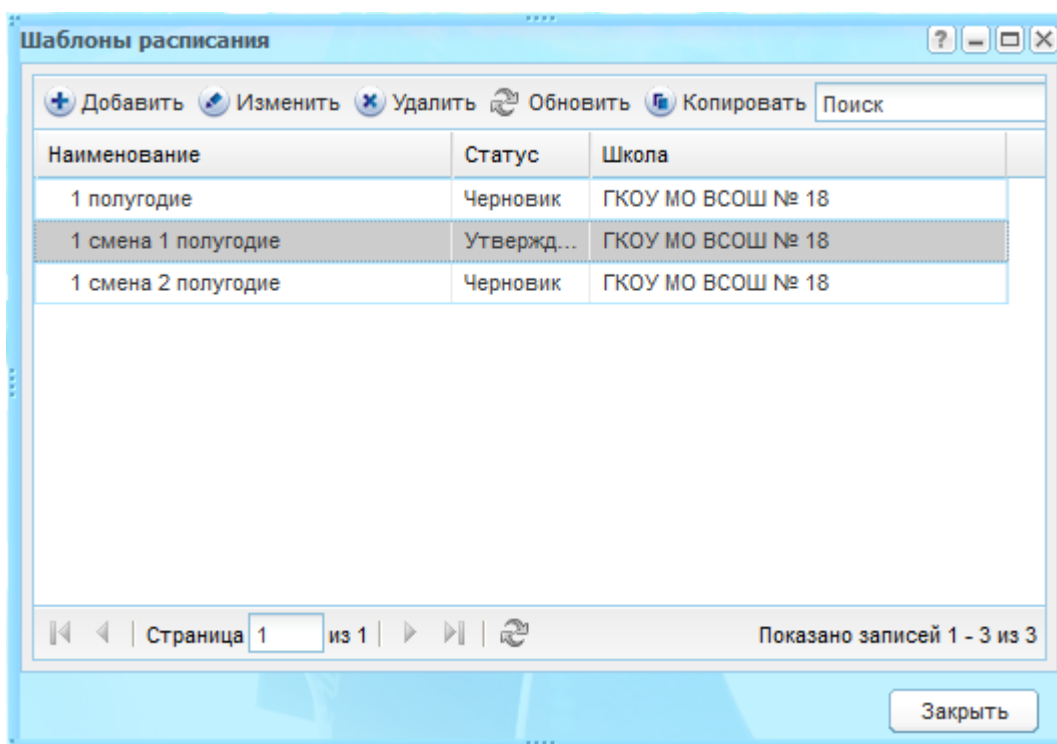 Шаблоны расписания
Добавить Изменить Удалить Обновить Копировать Поиск
Наименование Статус Школа
1 полугодие Черновик ГКОУ МО ВСОШ № 18
1 смена 1 полугодие Утвержд... ГКОУ МО ВСОШ № 18
1 смена 2 полугодие Черновик ГКОУ МО ВСОШ № 18
Страница 1 из 1 Показано записей 1 - 3 из 3
Закрыть